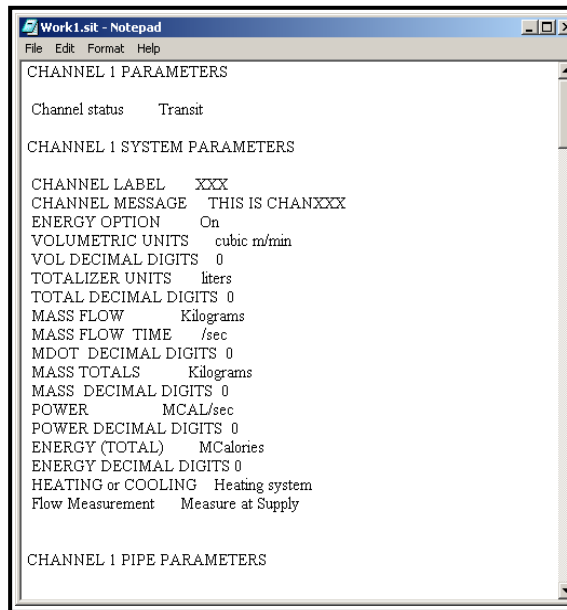 Work1.sit - Notepad
File Edit Format Help
CHANNEL 1 PARAMETERS
Channel status Transit
CHANNEL 1 SYSTEM PARAMETERS
CHANNEL LABEL XXX
CHANNEL MESSAGE THIS IS CHANXXX
ENERGY OPTION On
VOLUMETRIC UNITS cubic m/min
VOL DECIMAL DIGITS 0
TOTALIZER UNITS liters
TOTAL DECIMAL DIGITS 0
MASS FLOW Kilograms
MASS FLOW TIME /sec
MDOT DECIMAL DIGITS 0
MASS TOTALS Kilograms
MASS DECIMAL DIGITS 0
POWER MCAL/sec
POWER DECIMAL DIGITS 0
ENERGY (TOTAL) MCalories
ENERGY DECIMAL DIGITS 0
HEATING or COOLING Heating system
Flow Measurement Measure at Supply
CHANNEL 1 PIPE PARAMETERS